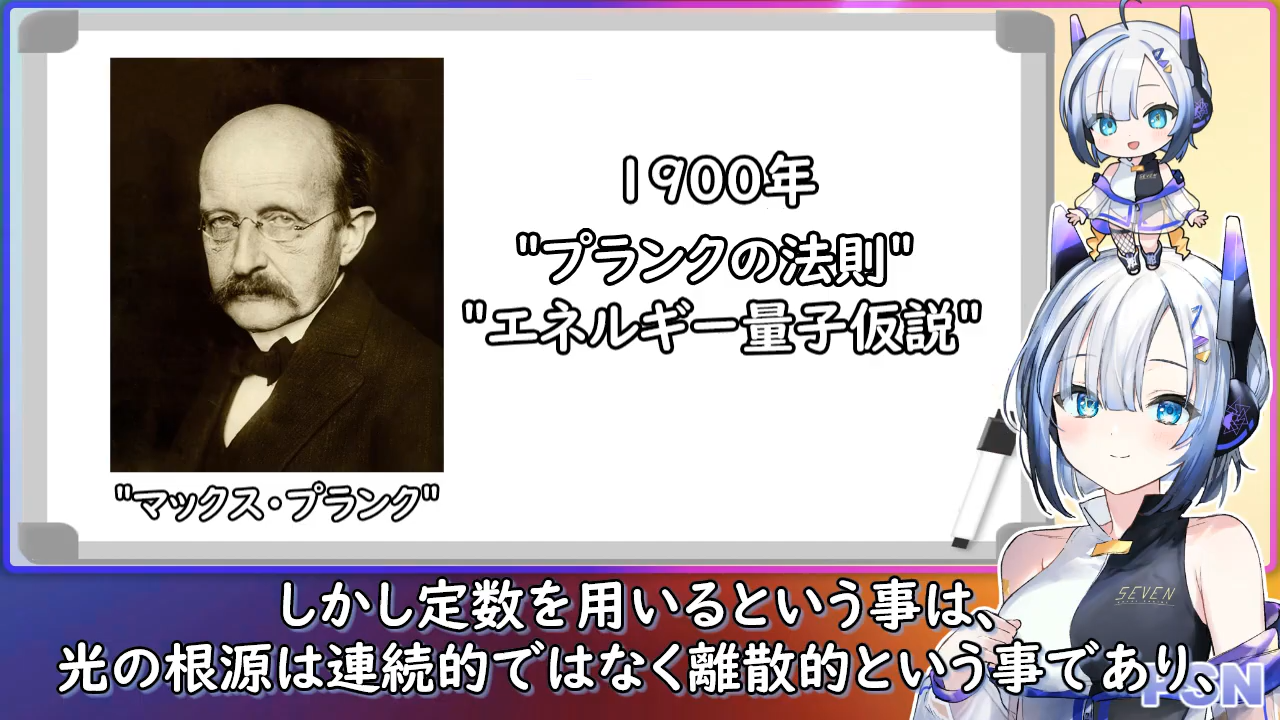 1900年
"プランクの法則"
"エネルギー量子仮説"
"マックス・プランク"
SEVEN
しかし定数を用いるという事は、
光の根源は連続的ではなく離散的という事であり、
PSN